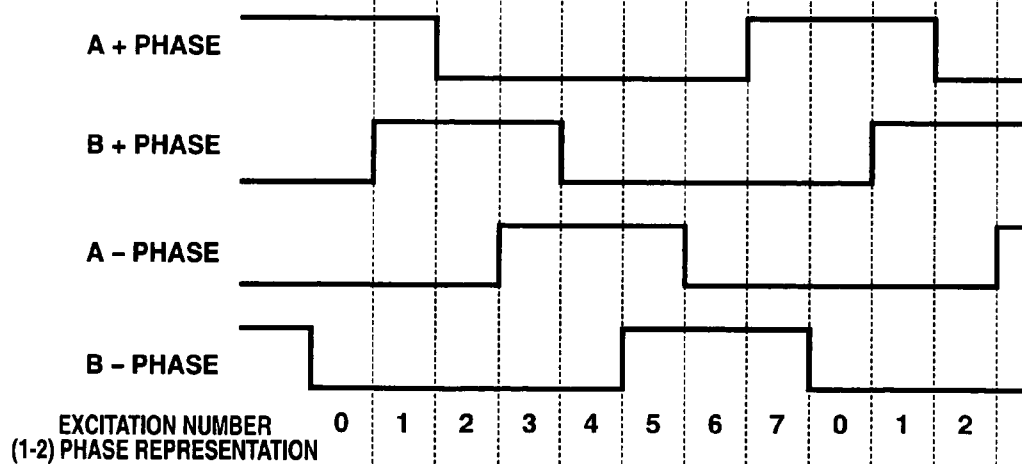 A + PHASE
B + PHASE
A – PHASE
B – PHASE
EXCITATION NUMBER 0 1 2 3 4 5 6 7 0 1 2
(1-2) PHASE REPRESENTATION